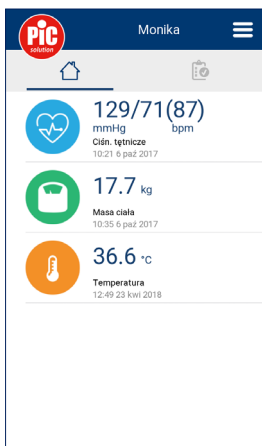 PiC
solution
Monika
129/71(87)
mmHg bpm
Ciśn. tętnicze
10:21 6 paź 2017
17.7 kg
Masa ciała
10:35 6 paź 2017
36.6 °C
Temperatura
12:49 23 kwi 2018